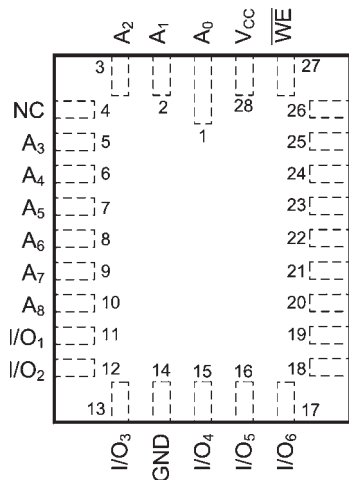 A2 A1 A0 VCC WE
3 2 1 28 27
NC 4 26
A3 5 25
A4 6 24
A5 7 23
A6 8 22
A7 9 21
A8 10 20
I/O1 11 19
I/O2 12 18
13 14 15 16 17
I/O3 GND I/O4 I/O5 I/O6